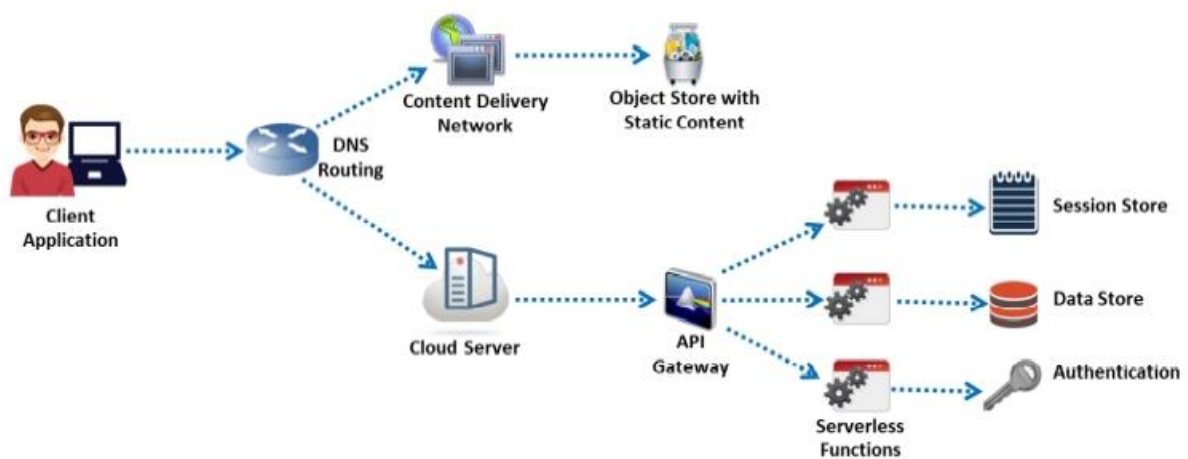 Content Delivery
Network
Object Store with
Static Content
DNS
Routing
Client
Application
Session Store
Cloud Server
API
Gateway
Data Store
Authentication
Serverless
Functions